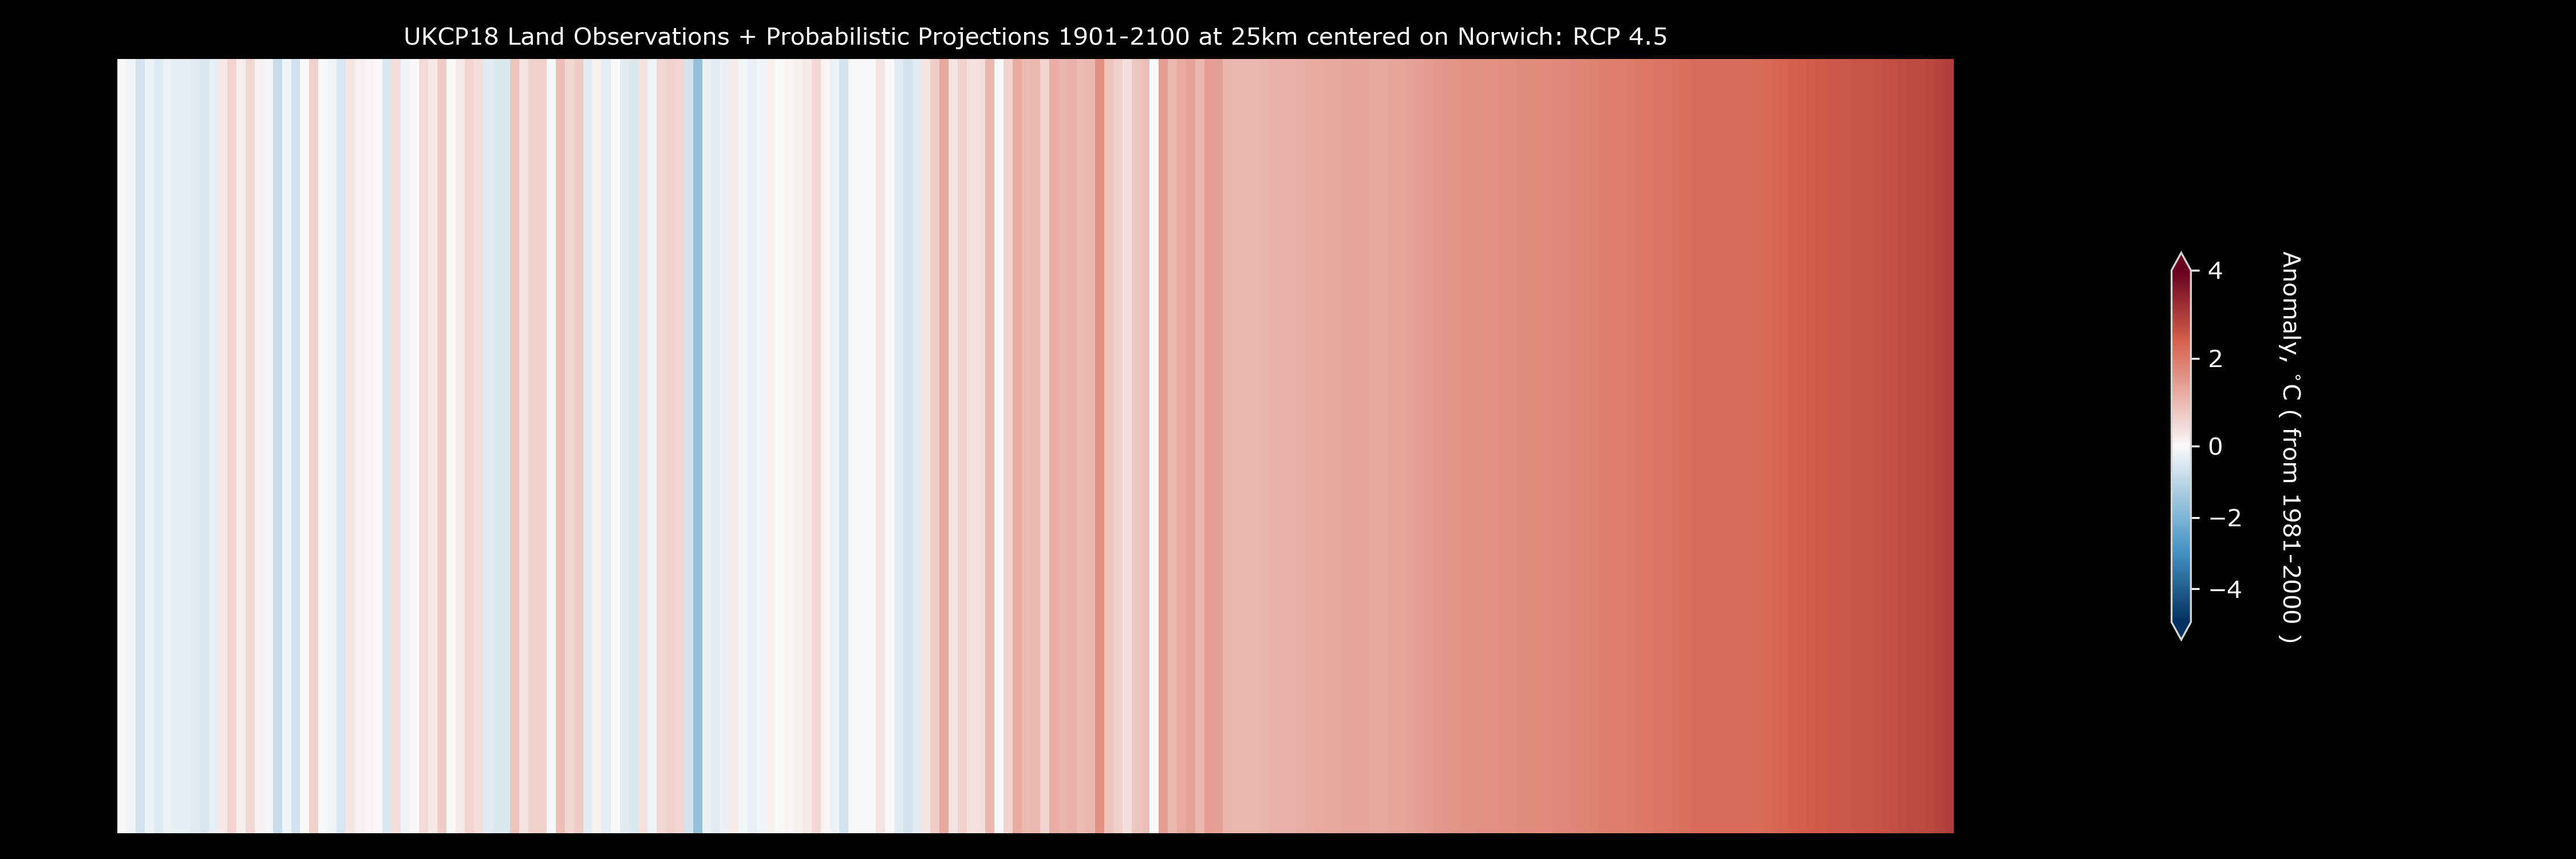 UKCP18 Land Observations + Probabilistic Projections 1901-2100 at 25km centered on Norwich: RCP 4.5
4
2
0
−2
−4
Anomaly, °C ( from 1981-2000 )